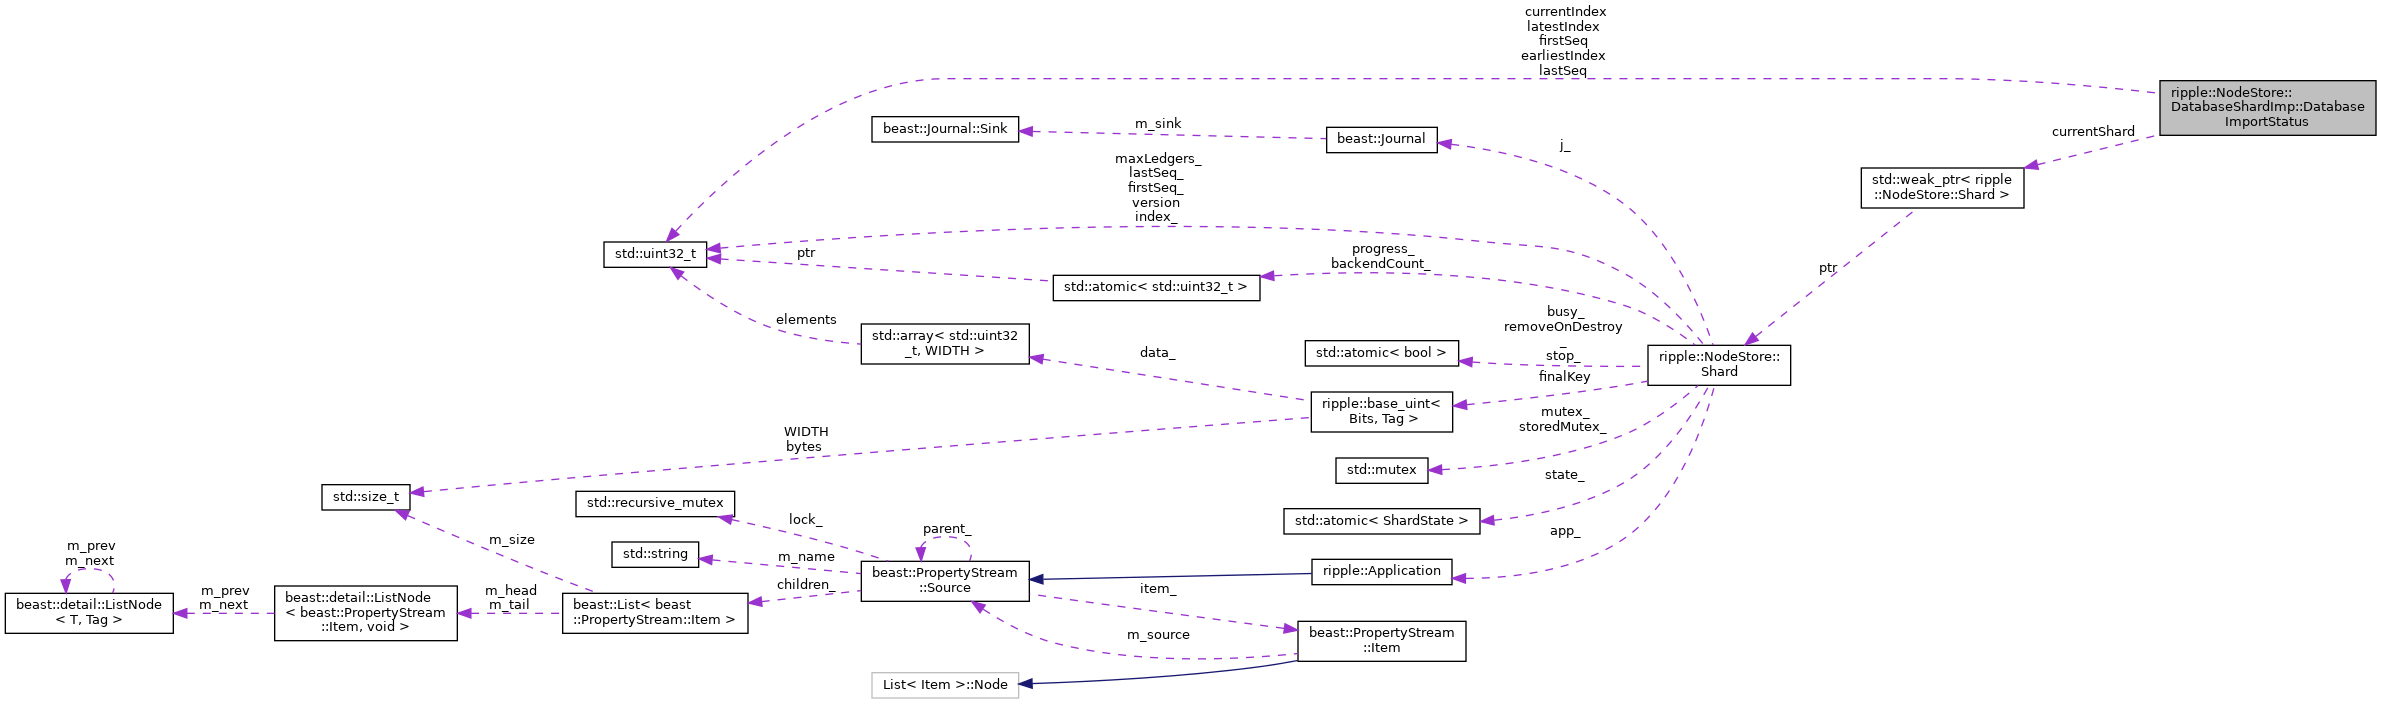 currentIndex
latestIndex
firstSeq
earliestIndex
lastSeq
ripple::NodeStore::
DatabaseShardImp::Database
ImportStatus
currentShard
beast::Journal::Sink
m_sink
beast::Journal
j_
std::weak_ptr< ripple
::NodeStore::Shard >
maxLedgers_
lastSeq_
firstSeq_
version
index_
std::uint32_t
ptr
progress_
backendCount_
std::atomic< std::uint32_t >
ptr
elements
std::array< std::uint32
_t, WIDTH >
data_
busy_
removeOnDestroy
_
stop_
std::atomic< bool >
ripple::NodeStore::
Shard
finalKey
ripple::base_uint<
Bits, Tag >
WIDTH
bytes
mutex_
storedMutex_
std::mutex
state_
std::size_t
std::recursive_mutex
lock_
parent_
std::atomic< ShardState >
app_
m_size
std::string
m_name
m_prev
m_next
beast::PropertyStream
::Source
ripple::Application
children_
item_
beast::detail::ListNode
< T, Tag >
m_prev
m_next
beast::detail::ListNode
< beast::PropertyStream
::Item, void >
m_head
m_tail
beast::List< beast
::PropertyStream::Item >
m_source
beast::PropertyStream
::Item
List< Item >::Node